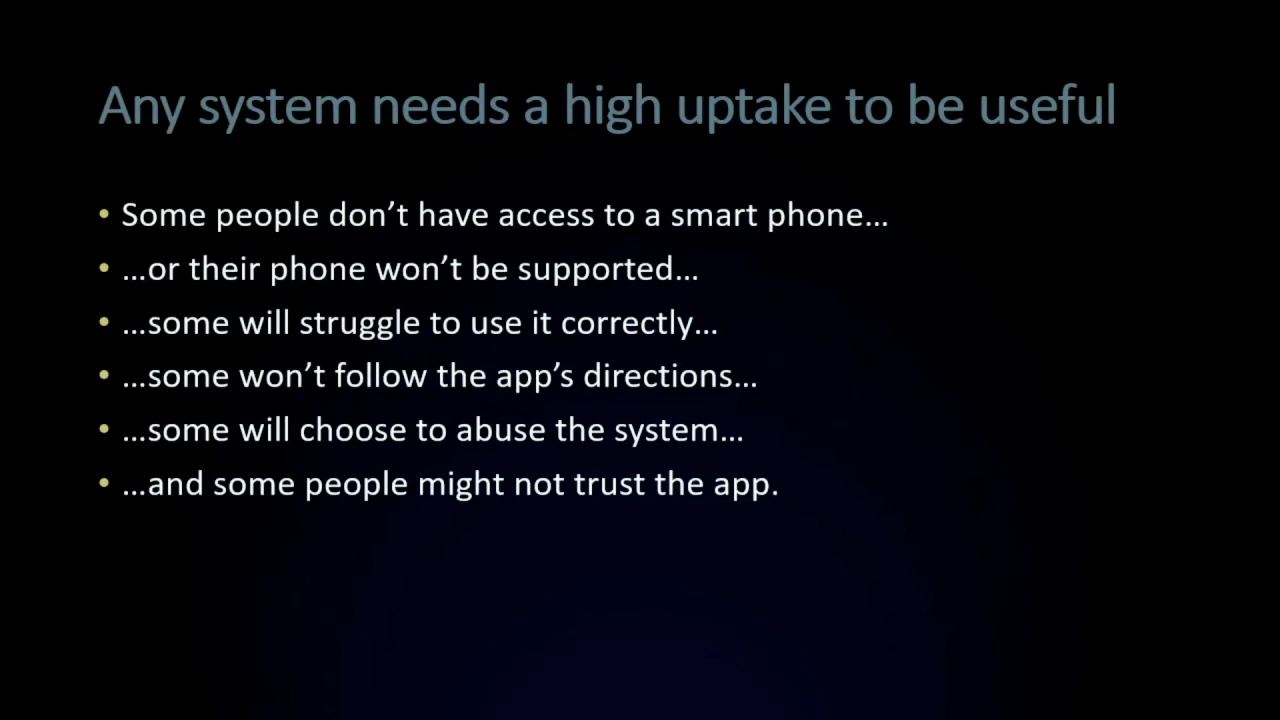 Any system needs a high uptake to be useful
• Some people don’t have access to a smart phone…
• …or their phone won’t be supported…
• …some will struggle to use it correctly…
• …some won’t follow the app’s directions…
• …some will choose to abuse the system…
• …and some people might not trust the app.